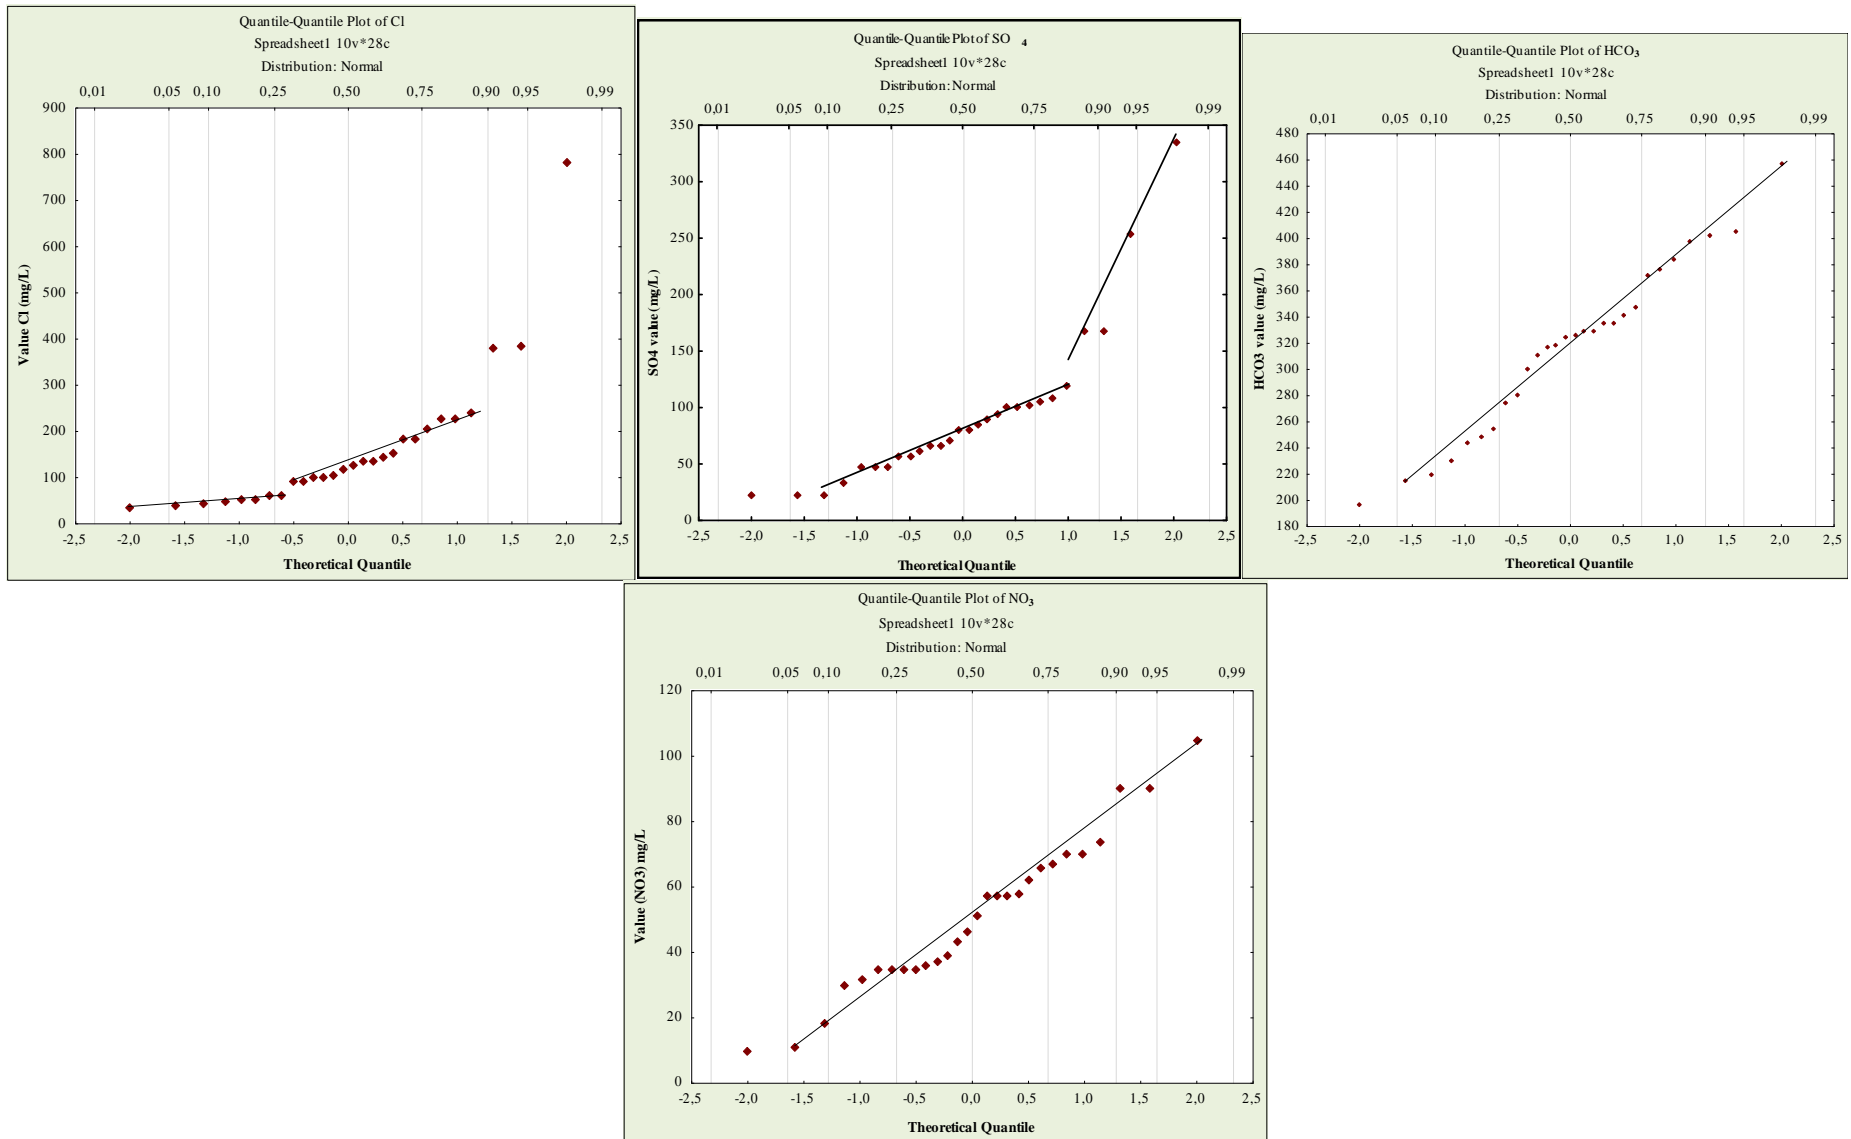 Quantile-Quantile Plot of Cl
Spreadsheet1 10v*28c
Distribution: Normal
0,01 0,05 0,10 0,25 0,50 0,75 0,90 0,95 0,99
900
800
700
600
500
400
300
200
100
0
Value Cl (mg/L)
-2,5 -2,0 -1,5 -1,0 -0,5 0,0 0,5 1,0 1,5 2,0 2,5
Theoretical Quantile
Quantile-Quantile Plot of SO 4
Spreadsheet1 10v*28c
Distribution: Normal
0,01 0,05 0,10 0,25 0,50 0,75 0,90 0,95 0,99
350
300
250
200
150
100
50
0
SO4 value (mg/L)
-2,5 -2,0 -1,5 -1,0 -0,5 0,0 0,5 1,0 1,5 2,0 2,5
Theoretical Quantile
Quantile-Quantile Plot of HCO3
Spreadsheet1 10v*28c
Distribution: Normal
0,01 0,05 0,10 0,25 0,50 0,75 0,90 0,95 0,99
480
460
440
420
400
380
360
340
320
300
280
260
240
220
200
180
HCO3 value (mg/L)
-2,5 -2,0 -1,5 -1,0 -0,5 0,0 0,5 1,0 1,5 2,0 2,5
Theoretical Quantile
Quantile-Quantile Plot of NO3
Spreadsheet1 10v*28c
Distribution: Normal
0,01 0,05 0,10 0,25 0,50 0,75 0,90 0,95 0,99
120
100
80
60
40
20
0
Value (NO3) mg/L
-2,5 -2,0 -1,5 -1,0 -0,5 0,0 0,5 1,0 1,5 2,0 2,5
Theoretical Quantile